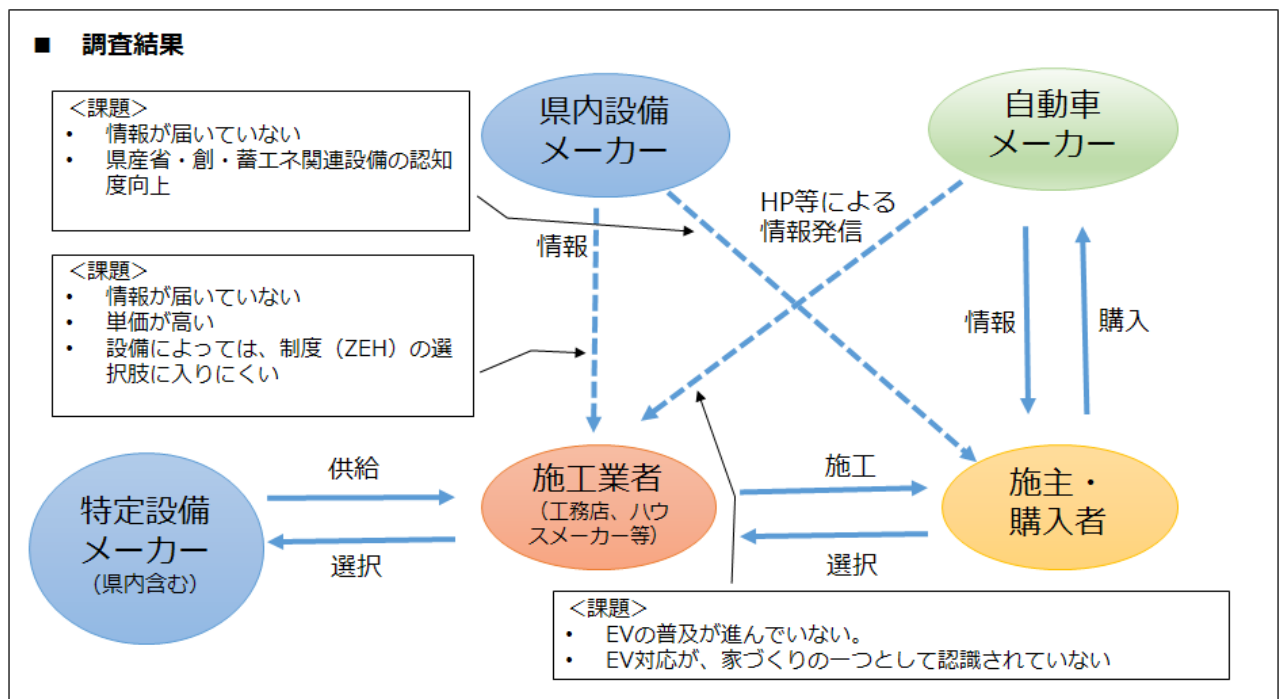 ■ 調査結果
＜課題＞
• 情報が届いていない
• 県産省・創・蓄エネ関連設備の認知
度向上
県内設備
メーカー
自動車
メーカー
HP等による
情報発信
情報
＜課題＞
• 情報が届いていない
• 単価が高い
• 設備によっては、制度（ZEH）の選
択肢に入りにくい
情報
購入
特定設備
メーカー
（県内含む）
供給
選択
施工業者
（工務店、ハウ
スメーカー等）
施工
選択
施主・
購入者
＜課題＞
• EVの普及が進んでいない。
• EV対応が、家づくりの一つとして認識されていない